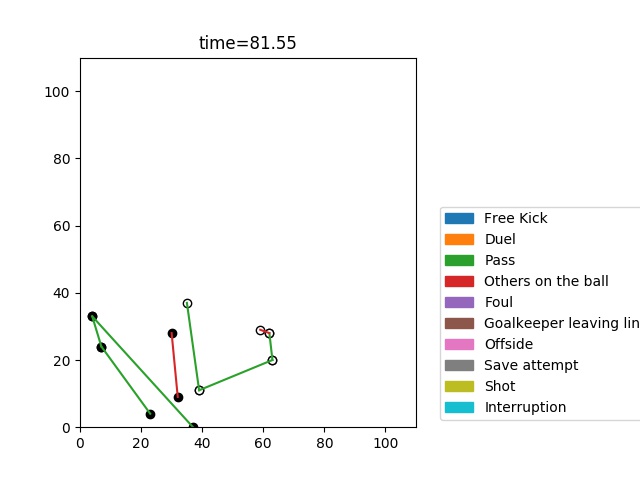 time=81.55
100
80
60
40
20
0
0 20 40 60 80 100
Free Kick
Duel
Pass
Others on the ball
Foul
Goalkeeper leaving lin
Offside
Save attempt
Shot
Interruption